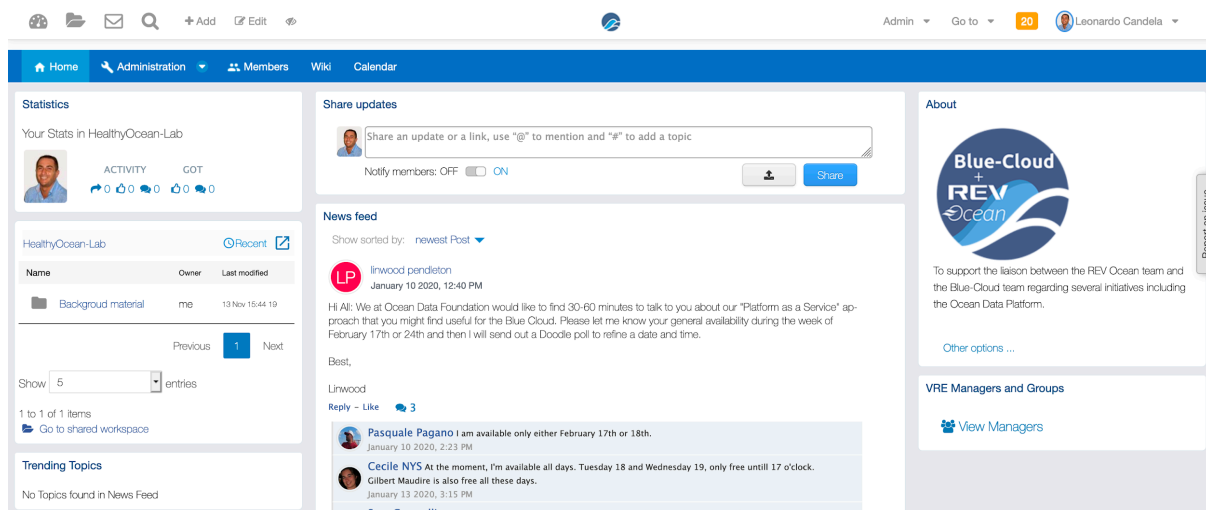 +Add
Edit
Admin
Go to
20
Leonardo Candela
Home
Administration
Members
Wiki
Calendar
Statistics
Your Stats in HealthyOcean-Lab
ACTIVITY GOT
0 0 0 0 0
HealthyOcean-Lab
Recent
Name Owner Last modified
Backgroud material me 13 Nov 15:44 19
Previous 1 Next
Show 5 entries
1 to 1 of 1 items
Go to shared workspace
Trending Topics
No Topics found in News Feed
Share updates
Share an update or a link, use “@” to mention and “#” to add a topic
Notify members: OFF ON
Share
News feed
Show sorted by: newest Post
LP
linwood pendleton
January 10 2020, 12:40 PM
Hi All: We at Ocean Data Foundation would like to find 30-60 minutes to talk to you about our "Platform as a Service" ap-
proach that you might find useful for the Blue Cloud. Please let me know your general availability during the week of
February 17th or 24th and then I will send out a Doodle poll to refine a date and time.
Best,
Linwood
Reply – Like 3
Pasquale Pagano I am available only either February 17th or 18th.
January 10 2020, 2:23 PM
Cecile NYS At the moment, I'm available all days. Tuesday 18 and Wednesday 19, only free untill 17 o'clock.
Gilbert Maudire is also free all these days.
January 13 2020, 3:15 PM
About
Blue-Cloud
+
REV
Ocean
To support the liaison between the REV Ocean team and
the Blue-Cloud team regarding several initiatives including
the Ocean Data Platform.
Other options ...
VRE Managers and Groups
View Managers